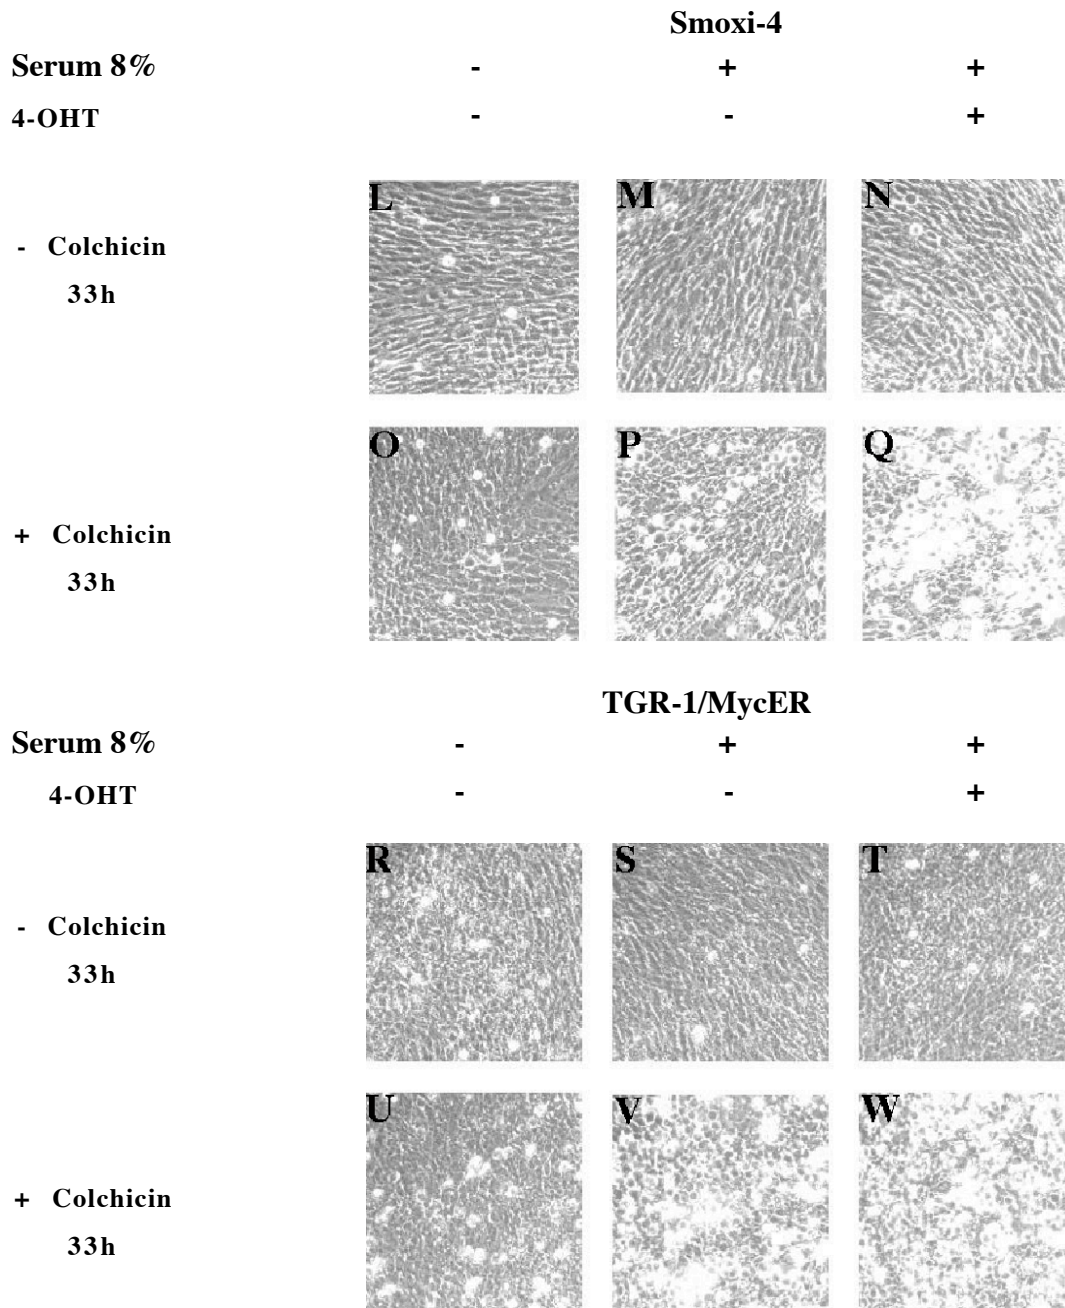 Smoxi-4
Serum 8% - + +
4-OHT - - +
L M N
- Colchicin
33h
O P Q
+ Colchicin
33h
TGR-1/MycER
Serum 8% - + +
4-OHT - - +
R S T
- Colchicin
33h
U V W
+ Colchicin
33h